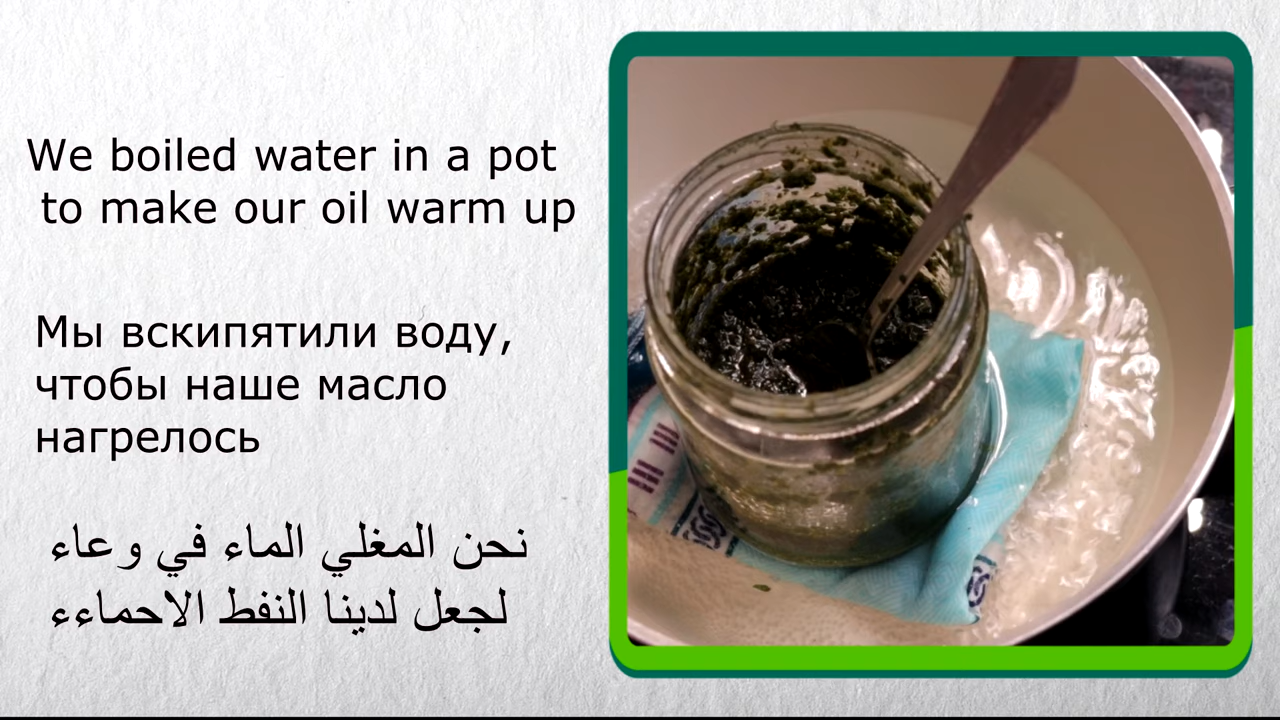 We boiled water in a pot
to make our oil warm up
Мы вскипятили воду,
чтобы наше масло
нагрелось
نحن المغلي الماء في وعاء
لجعل لدينا النفط الاحماءء